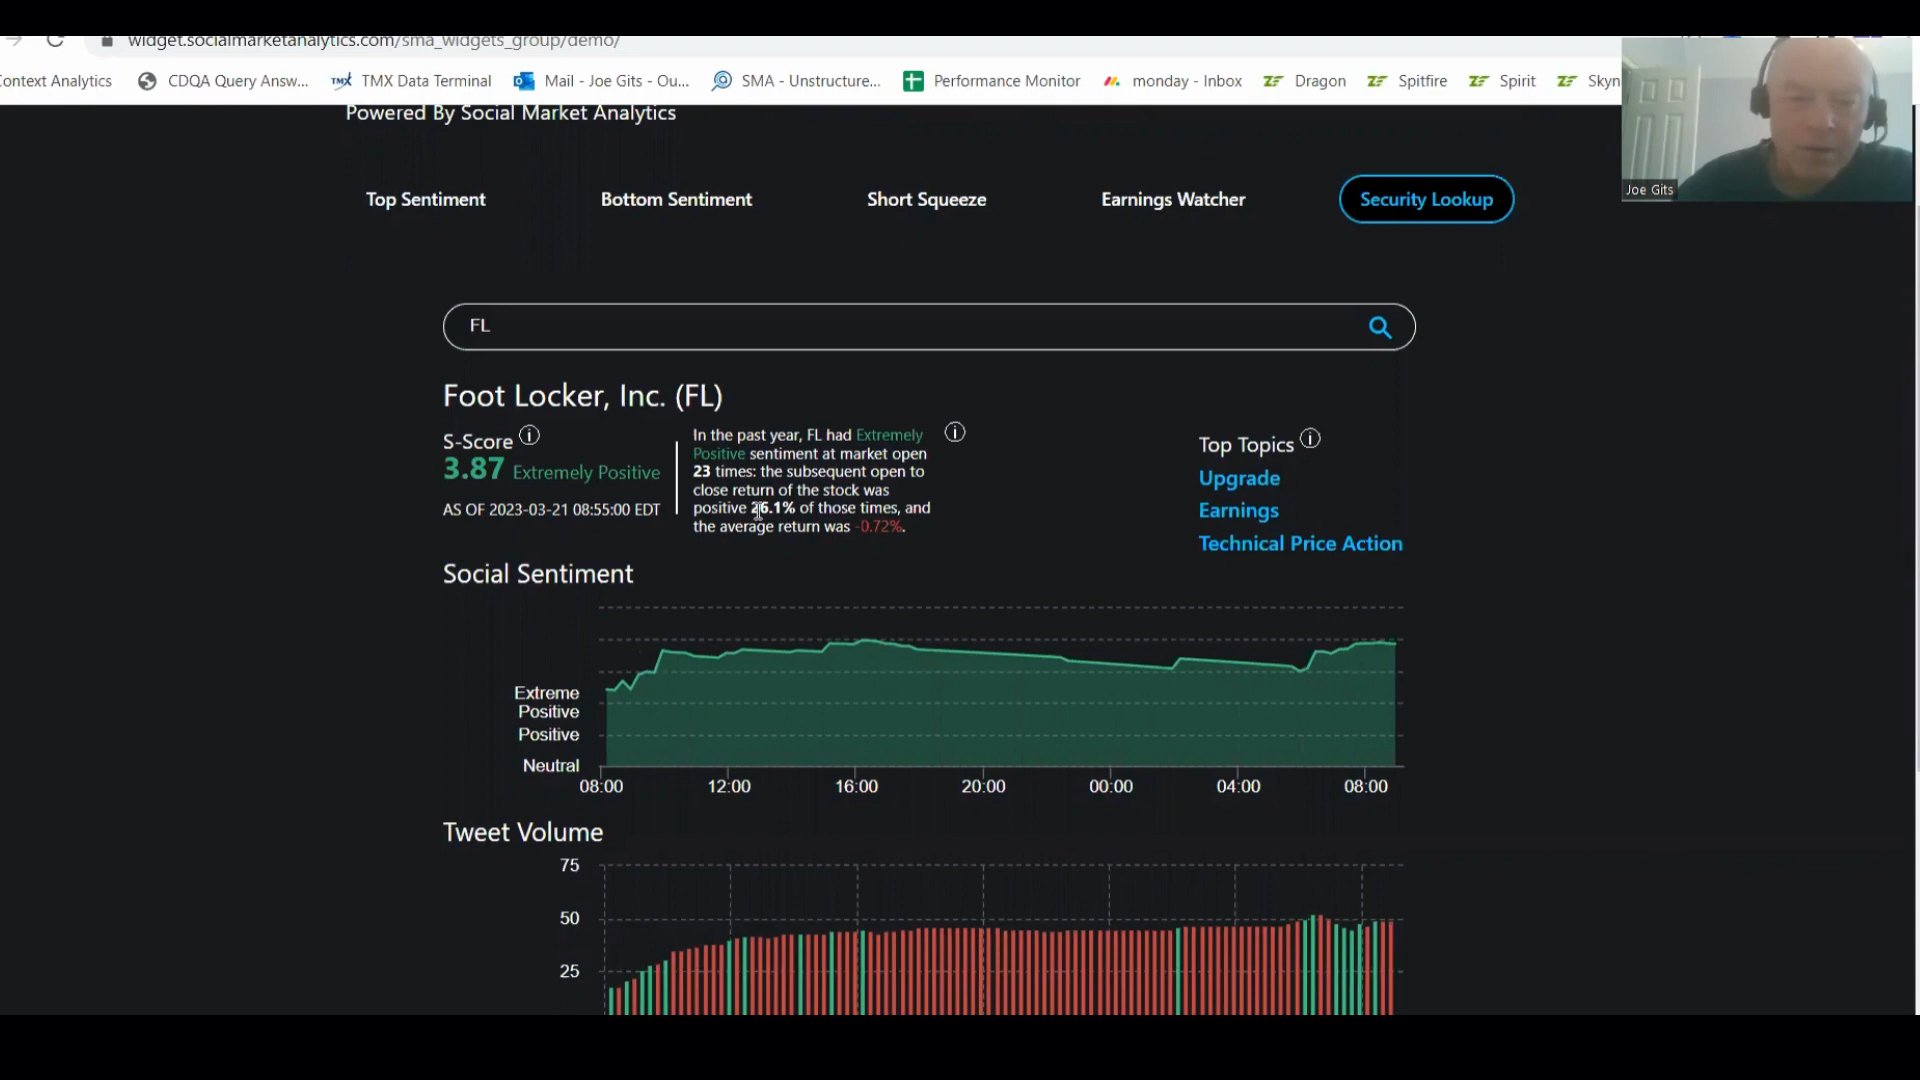 widget.socialmarketanalytics.com/sma_widgets_group/demo/
ontext Analytics CDQA Query Answ... TMX TMX Data Terminal Mail - Joe Gits - Ou... SMA - Unstructure... Performance Monitor monday - Inbox Dragon Spitfire Spirit Skyn
Joe Gits
Powered By Social Market Analytics
Top Sentiment Bottom Sentiment Short Squeeze Earnings Watcher Security Lookup
FL
Foot Locker, Inc. (FL)
S-Score
3.87 Extremely Positive
AS OF 2023-03-21 08:55:00 EDT
In the past year, FL had Extremely
Positive sentiment at market open
23 times: the subsequent open to
close return of the stock was
positive 26.1% of those times, and
the average return was -0.72%.
Top Topics
Upgrade
Earnings
Technical Price Action
Social Sentiment
Extreme
Positive
Positive
Neutral
08:00 12:00 16:00 20:00 00:00 04:00 08:00
Tweet Volume
75
50
25